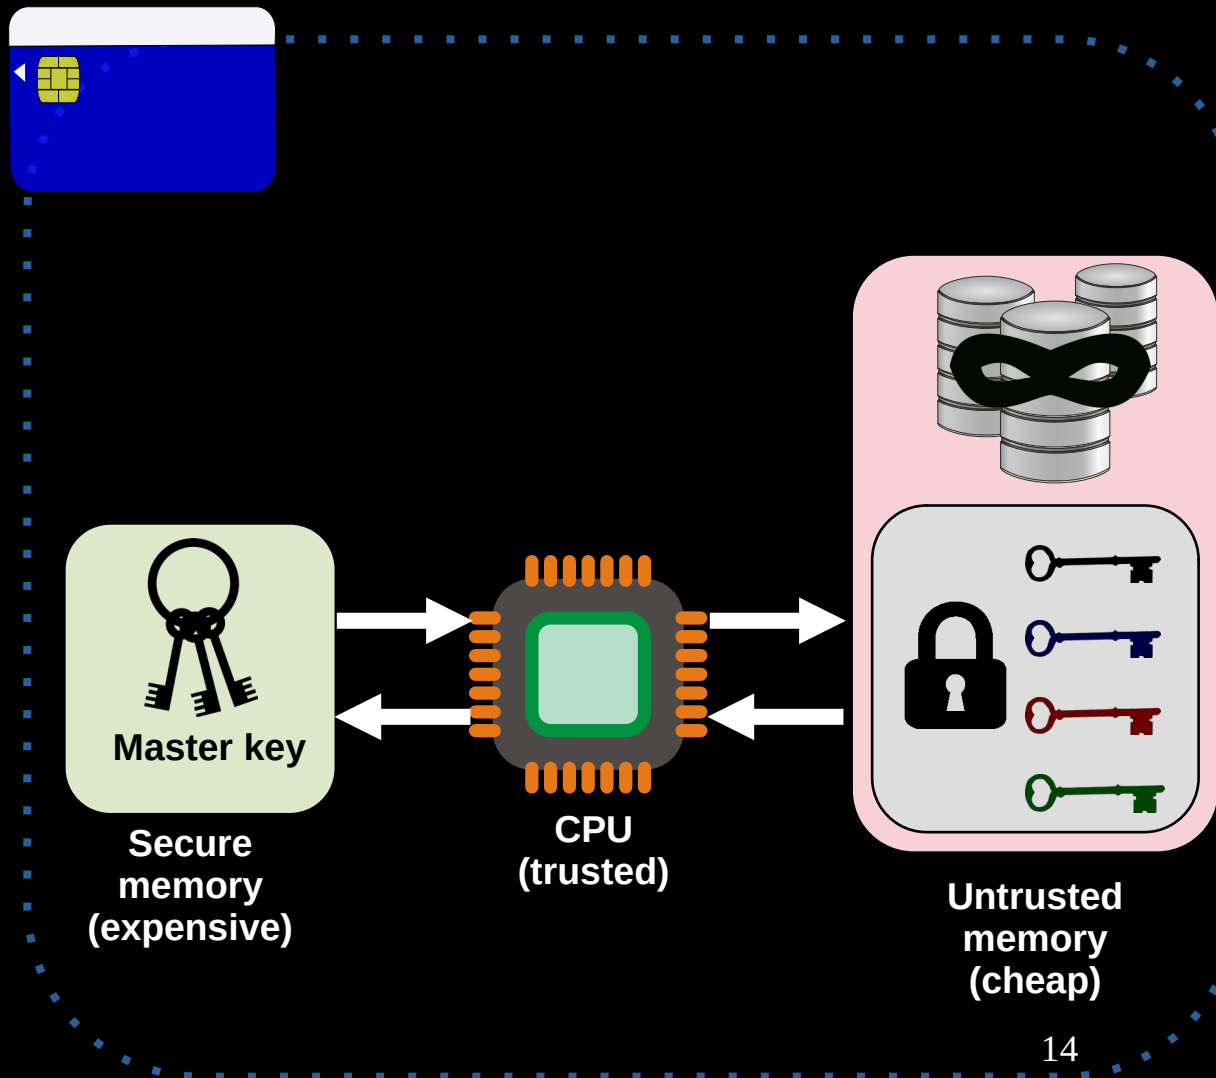 Master key
Secure
memory
(expensive)
CPU
(trusted)
Untrusted
memory
(cheap)
14